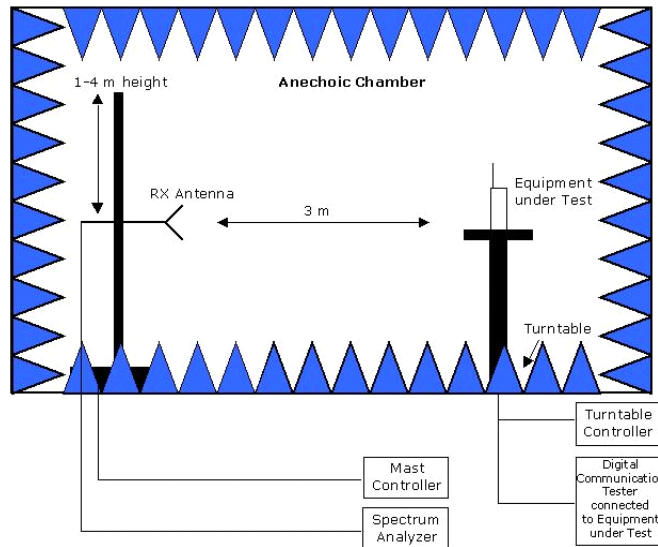 1-4 m height
Anechoic Chamber
RX Antenna
3 m
Equipment
under Test
Turntable
Turntable
Controller
Mast
Controller
Digital
Communicatio
Tester
connected
to Equipment
under Test
Spectrum
Analyzer